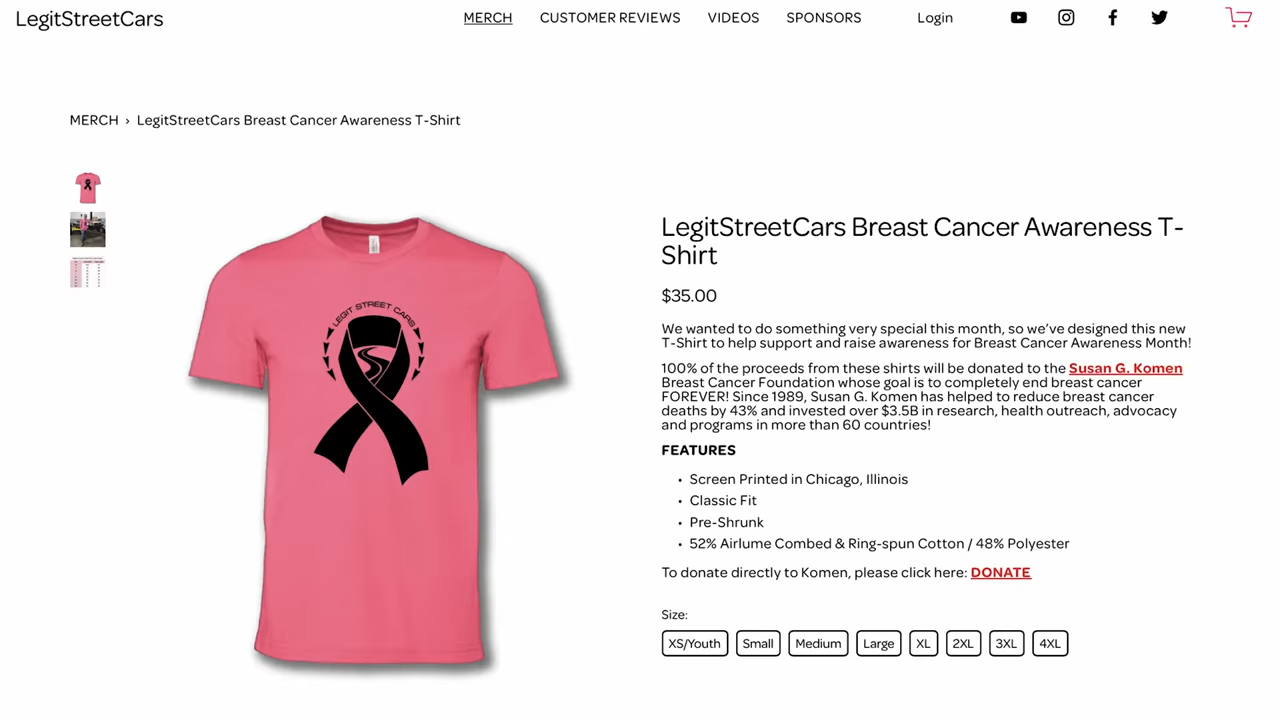 LegitStreetCars
MERCH
CUSTOMER REVIEWS
VIDEOS
SPONSORS
Login
MERCH › LegitStreetCars Breast Cancer Awareness T-Shirt
LEGIT STREET CARS
LegitStreetCars Breast Cancer Awareness T-
Shirt
$35.00
We wanted to do something very special this month, so we've designed this new
T-Shirt to help support and raise awareness for Breast Cancer Awareness Month!
100% of the proceeds from these shirts will be donated to the Susan G. Komen
Breast Cancer Foundation whose goal is to completely end breast cancer
FOREVER! Since 1989, Susan G. Komen has helped to reduce breast cancer
deaths by 43% and invested over $3.5B in research, health outreach, advocacy
and programs in more than 60 countries!
FEATURES
• Screen Printed in Chicago, Illinois
• Classic Fit
• Pre-Shrunk
• 52% Airlume Combed & Ring-spun Cotton / 48% Polyester
To donate directly to Komen, please click here: DONATE
Size:
XS/Youth
Small
Medium
Large
XL
2XL
3XL
4XL